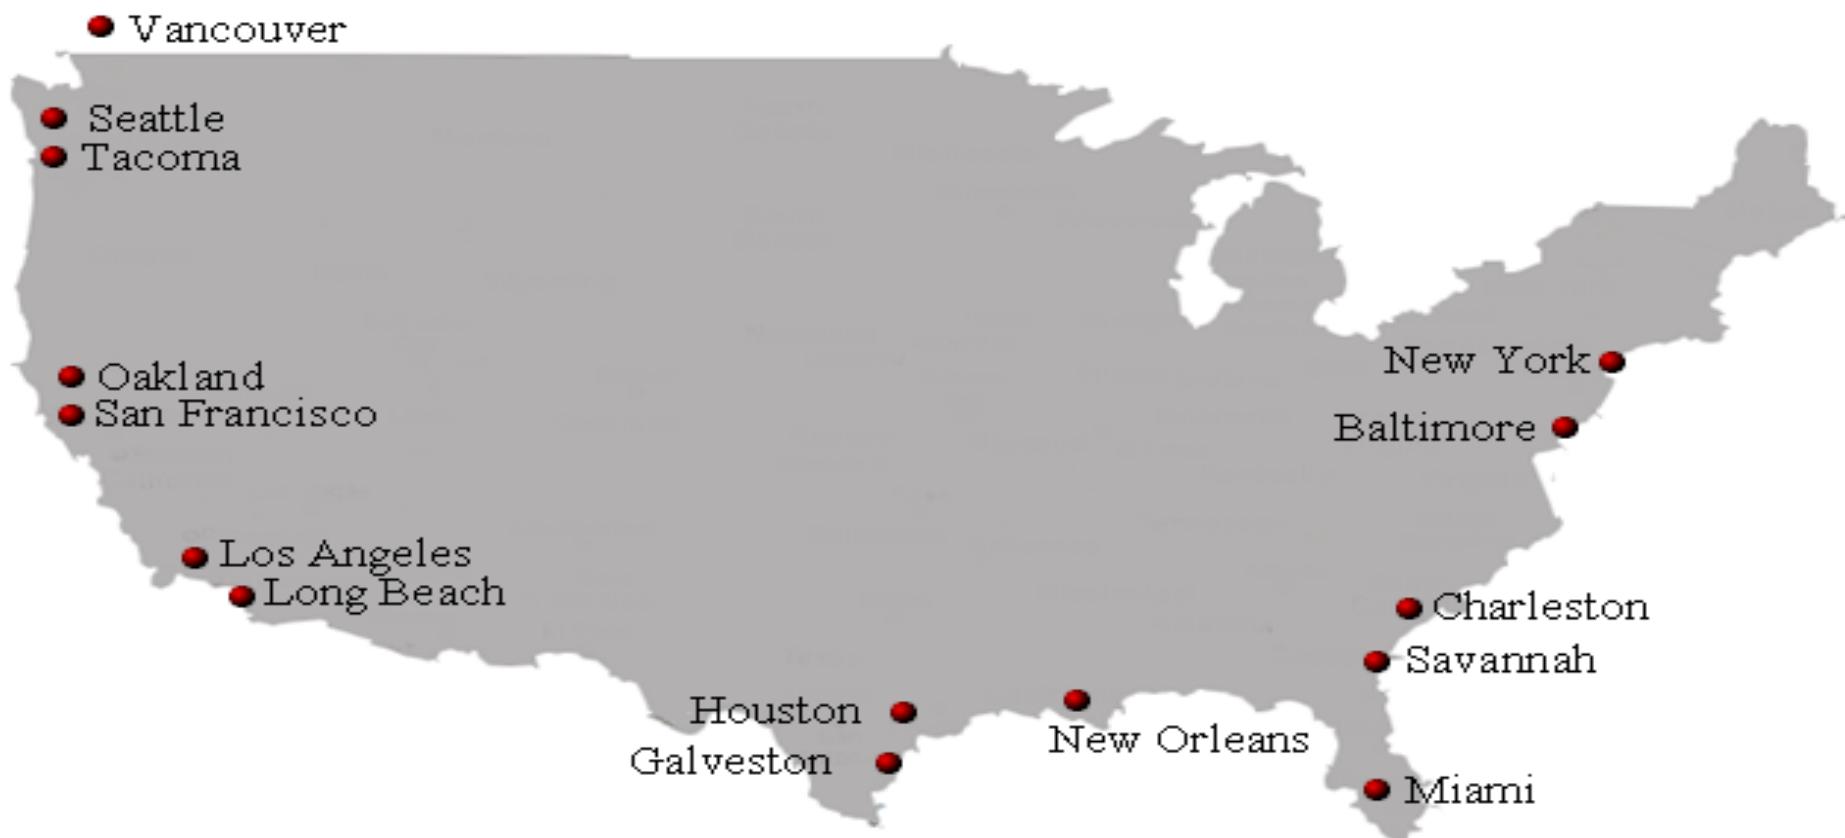 Vancouver
Seattle
Tacoma
Oakland
San Francisco
Los Angeles
Long Beach
Houston
Galveston
New Orleans
New York
Baltimore
Charleston
Savannah
Miami